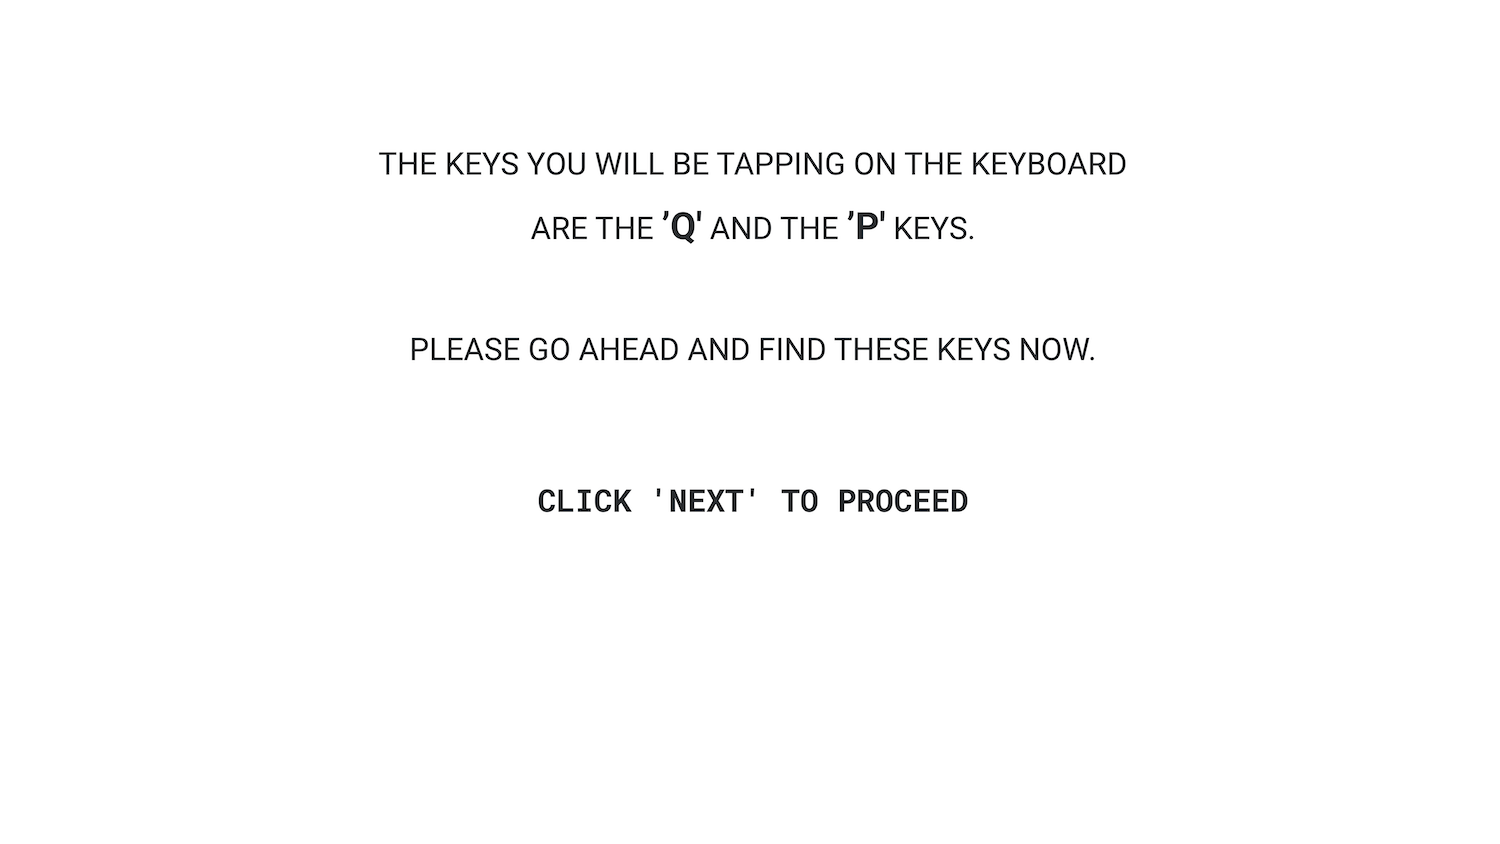 THE KEYS YOU WILL BE TAPPING ON THE KEYBOARD
ARE THE ’Q' AND THE ’P' KEYS.
PLEASE GO AHEAD AND FIND THESE KEYS NOW.
CLICK 'NEXT' TO PROCEED